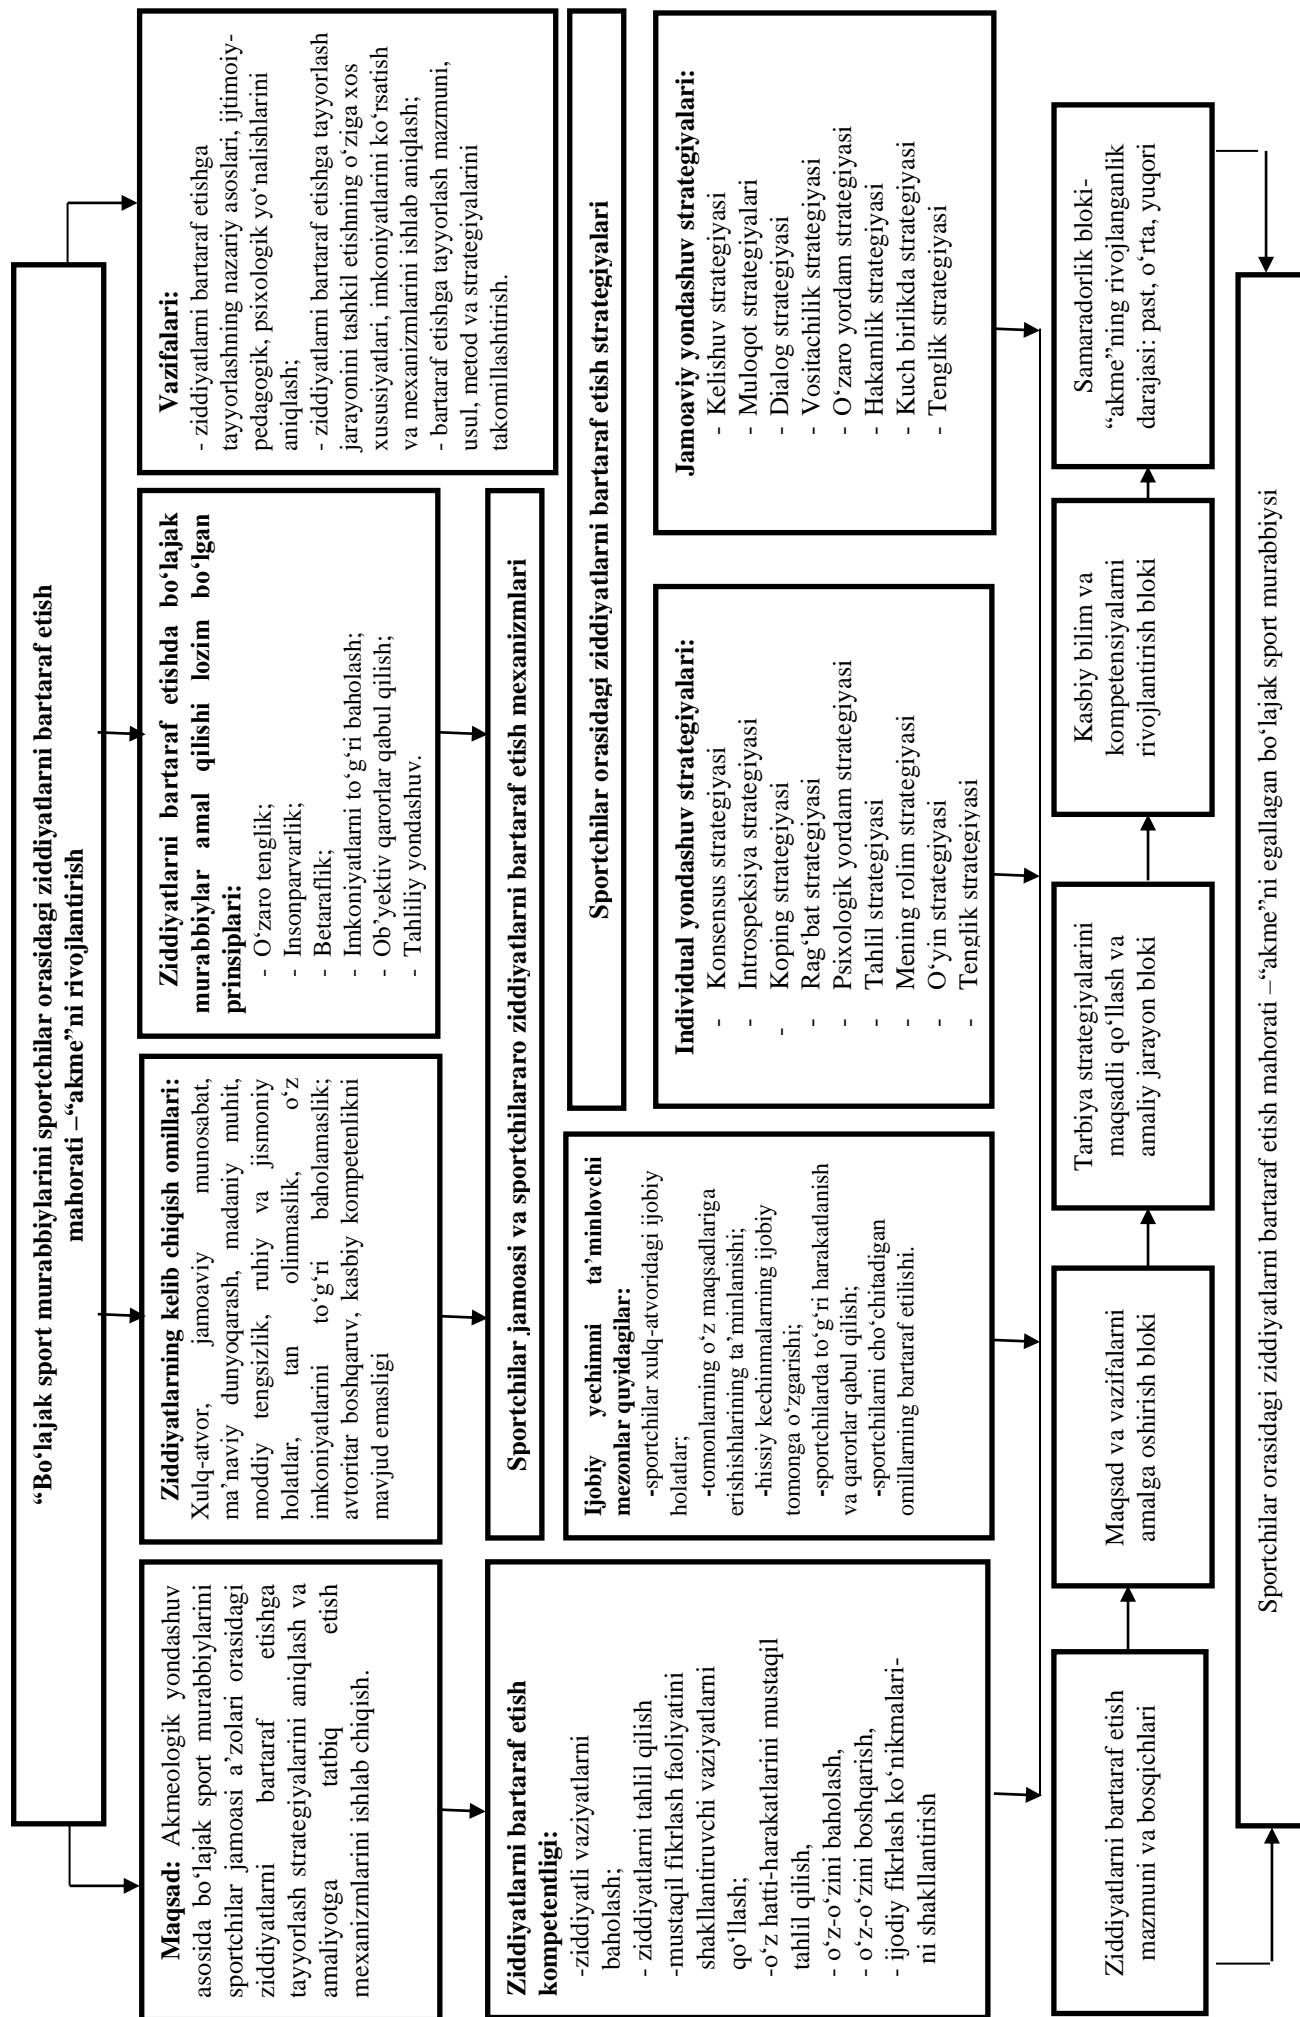 “Bo‘lajak sport murabbiylarini sportchilar orasidagi ziddiyatlarni bartaraf etish
mahorati –“akme”ni rivojlantirish
Maqsad: Akmeologik yondashuv
asosida bo‘lajak sport murabbiylarini
sportchilar jamoasi a’zolari orasidagi
ziddiyatlarni bartaraf etishga
tayyorlash strategiyalarini aniqlash va
amaliyotga tatbiq etish
mexanizmlarini ishlab chiqish.
Ziddiyatlarning kelib chiqish omillari:
Xulq-atvor, jamoaviy munosabat,
ma’naviy dunyoqarash, madaniy muhit,
moddiy tengsizlik, ruhiy va jismoniy
holatlar, tan olinmaslik, o‘z
imkoniyatlarini to‘g‘ri baholamaslik;
avtoritar boshqaruv, kasbiy kompetenlikni
mavjud emasligi
Ziddiyatlarni bartaraf etishda bo‘lajak
murabbiylar amal qilishi lozim bo‘lgan
prinsiplari:
- O‘zaro tenglik;
- Insonparvarlik;
- Betaraflik;
- Imkoniyatlarni to‘g‘ri baholash;
- Ob’yektiv qarorlar qabul qilish;
- Tahliliy yondashuv.
Vazifalari:
- ziddiyatlarni bartaraf etishga
tayyorlashning nazariy asoslari, ijtimoiy-
pedagogik, psixologik yo‘nalishlarini
aniqlash;
- ziddiyatlarni bartaraf etishga tayyorlash
jarayonini tashkil etishning o‘ziga xos
xususiyatlari, imkoniyatlarini ko‘rsatish
va mexanizmlarini ishlab aniqlash;
- bartaraf etishga tayyorlash mazmuni,
usul, metod va strategiyalarini
takomillashtirish.
Sportchilar jamoasi va sportchilararo ziddiyatlarni bartaraf etish mexanizmlari
Sportchilar orasidagi ziddiyatlarni bartaraf etish strategiyalari
Ziddiyatlarni bartaraf etish
kompetentligi:
-ziddiyatli vaziyatlarni
baholash;
- ziddiyatlarni tahlil qilish
-mustaqil fikrlash faoliyatini
shakllantiruvchi vaziyatlarni
qo‘llash;
-o‘z hatti-harakatlarini mustaqil
tahlil qilish,
- o‘z-o‘zini baholash,
- o‘z-o‘zini boshqarish,
- ijodiy fikrlash ko‘nikmalari-
ni shakllantirish
Ijobiy yechimni ta’minlovchi
mezonlar quyidagilar:
-sportchilar xulq-atvoridagi ijobiy
holatlar;
-tomonlarning o‘z maqsadlariga
erishishlarining ta’minlanishi;
-hissiy kechinmalarning ijobiy
tomonga o‘zgarishi;
-sportchilarda to‘g‘ri harakatlanish
va qarorlar qabul qilish;
-sportchilarni cho‘chitadigan
omillarning bartaraf etilishi.
Individual yondashuv strategiyalari:
- Konsensus strategiyasi
- Introspeksiya strategiyasi
- Koping strategiyasi
- Rag‘bat strategiyasi
- Psixologik yordam strategiyasi
- Tahlil strategiyasi
- Mening rolim strategiyasi
- O‘yin strategiyasi
- Tenglik strategiyasi
Jamoaviy yondashuv strategiyalari:
- Kelishuv strategiyasi
- Muloqot strategiyalari
- Dialog strategiyasi
- Vositachilik strategiyasi
- O‘zaro yordam strategiyasi
- Hakamlik strategiyasi
- Kuch birlikda strategiyasi
- Tenglik strategiyasi
Ziddiyatlarni bartaraf etish
mazmuni va bosqichlari
Maqsad va vazifalarni
amalga oshirish bloki
Tarbiya strategiyalarini
maqsadli qo‘llash va
amaliy jarayon bloki
Kasbiy bilim va
kompetensiyalarni
rivojlantirish bloki
Samaradorlik bloki-
“akme”ning rivojlanganlik
darajasi: past, o‘rta, yuqori
Sportchilar orasidagi ziddiyatlarni bartaraf etish mahorati –“akme”ni egallagan bo‘lajak sport murabbiysi